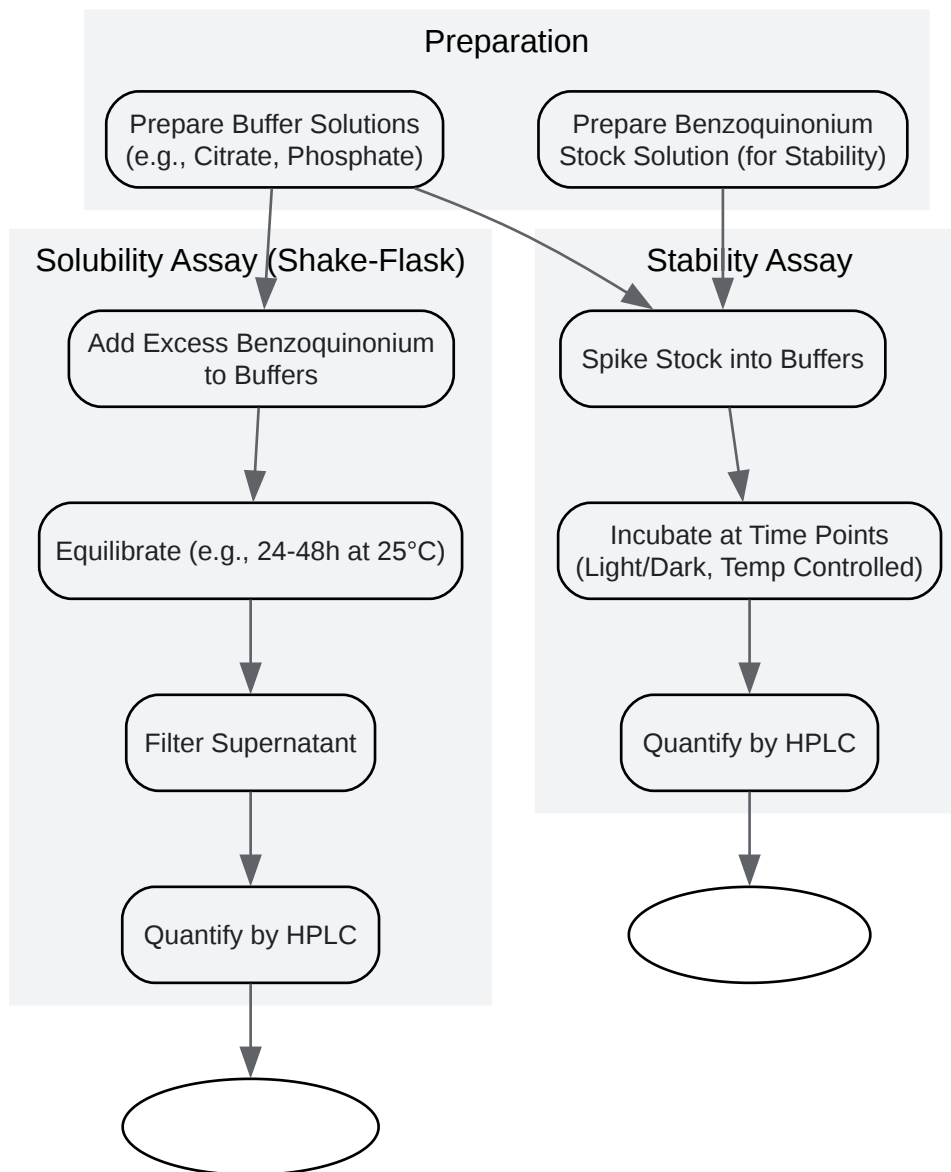 Preparation
Prepare Buffer Solutions
(e.g., Citrate, Phosphate)
Prepare Benzoquinonium
Stock Solution (for Stability)
Solubility Assay (Shake-Flask)
Add Excess Benzoquinonium
to Buffers
Equilibrate (e.g., 24-48h at 25°C)
Filter Supernatant
Quantify by HPLC
Stability Assay
Spike Stock into Buffers
Incubate at Time Points
(Light/Dark, Temp Controlled)
Quantify by HPLC